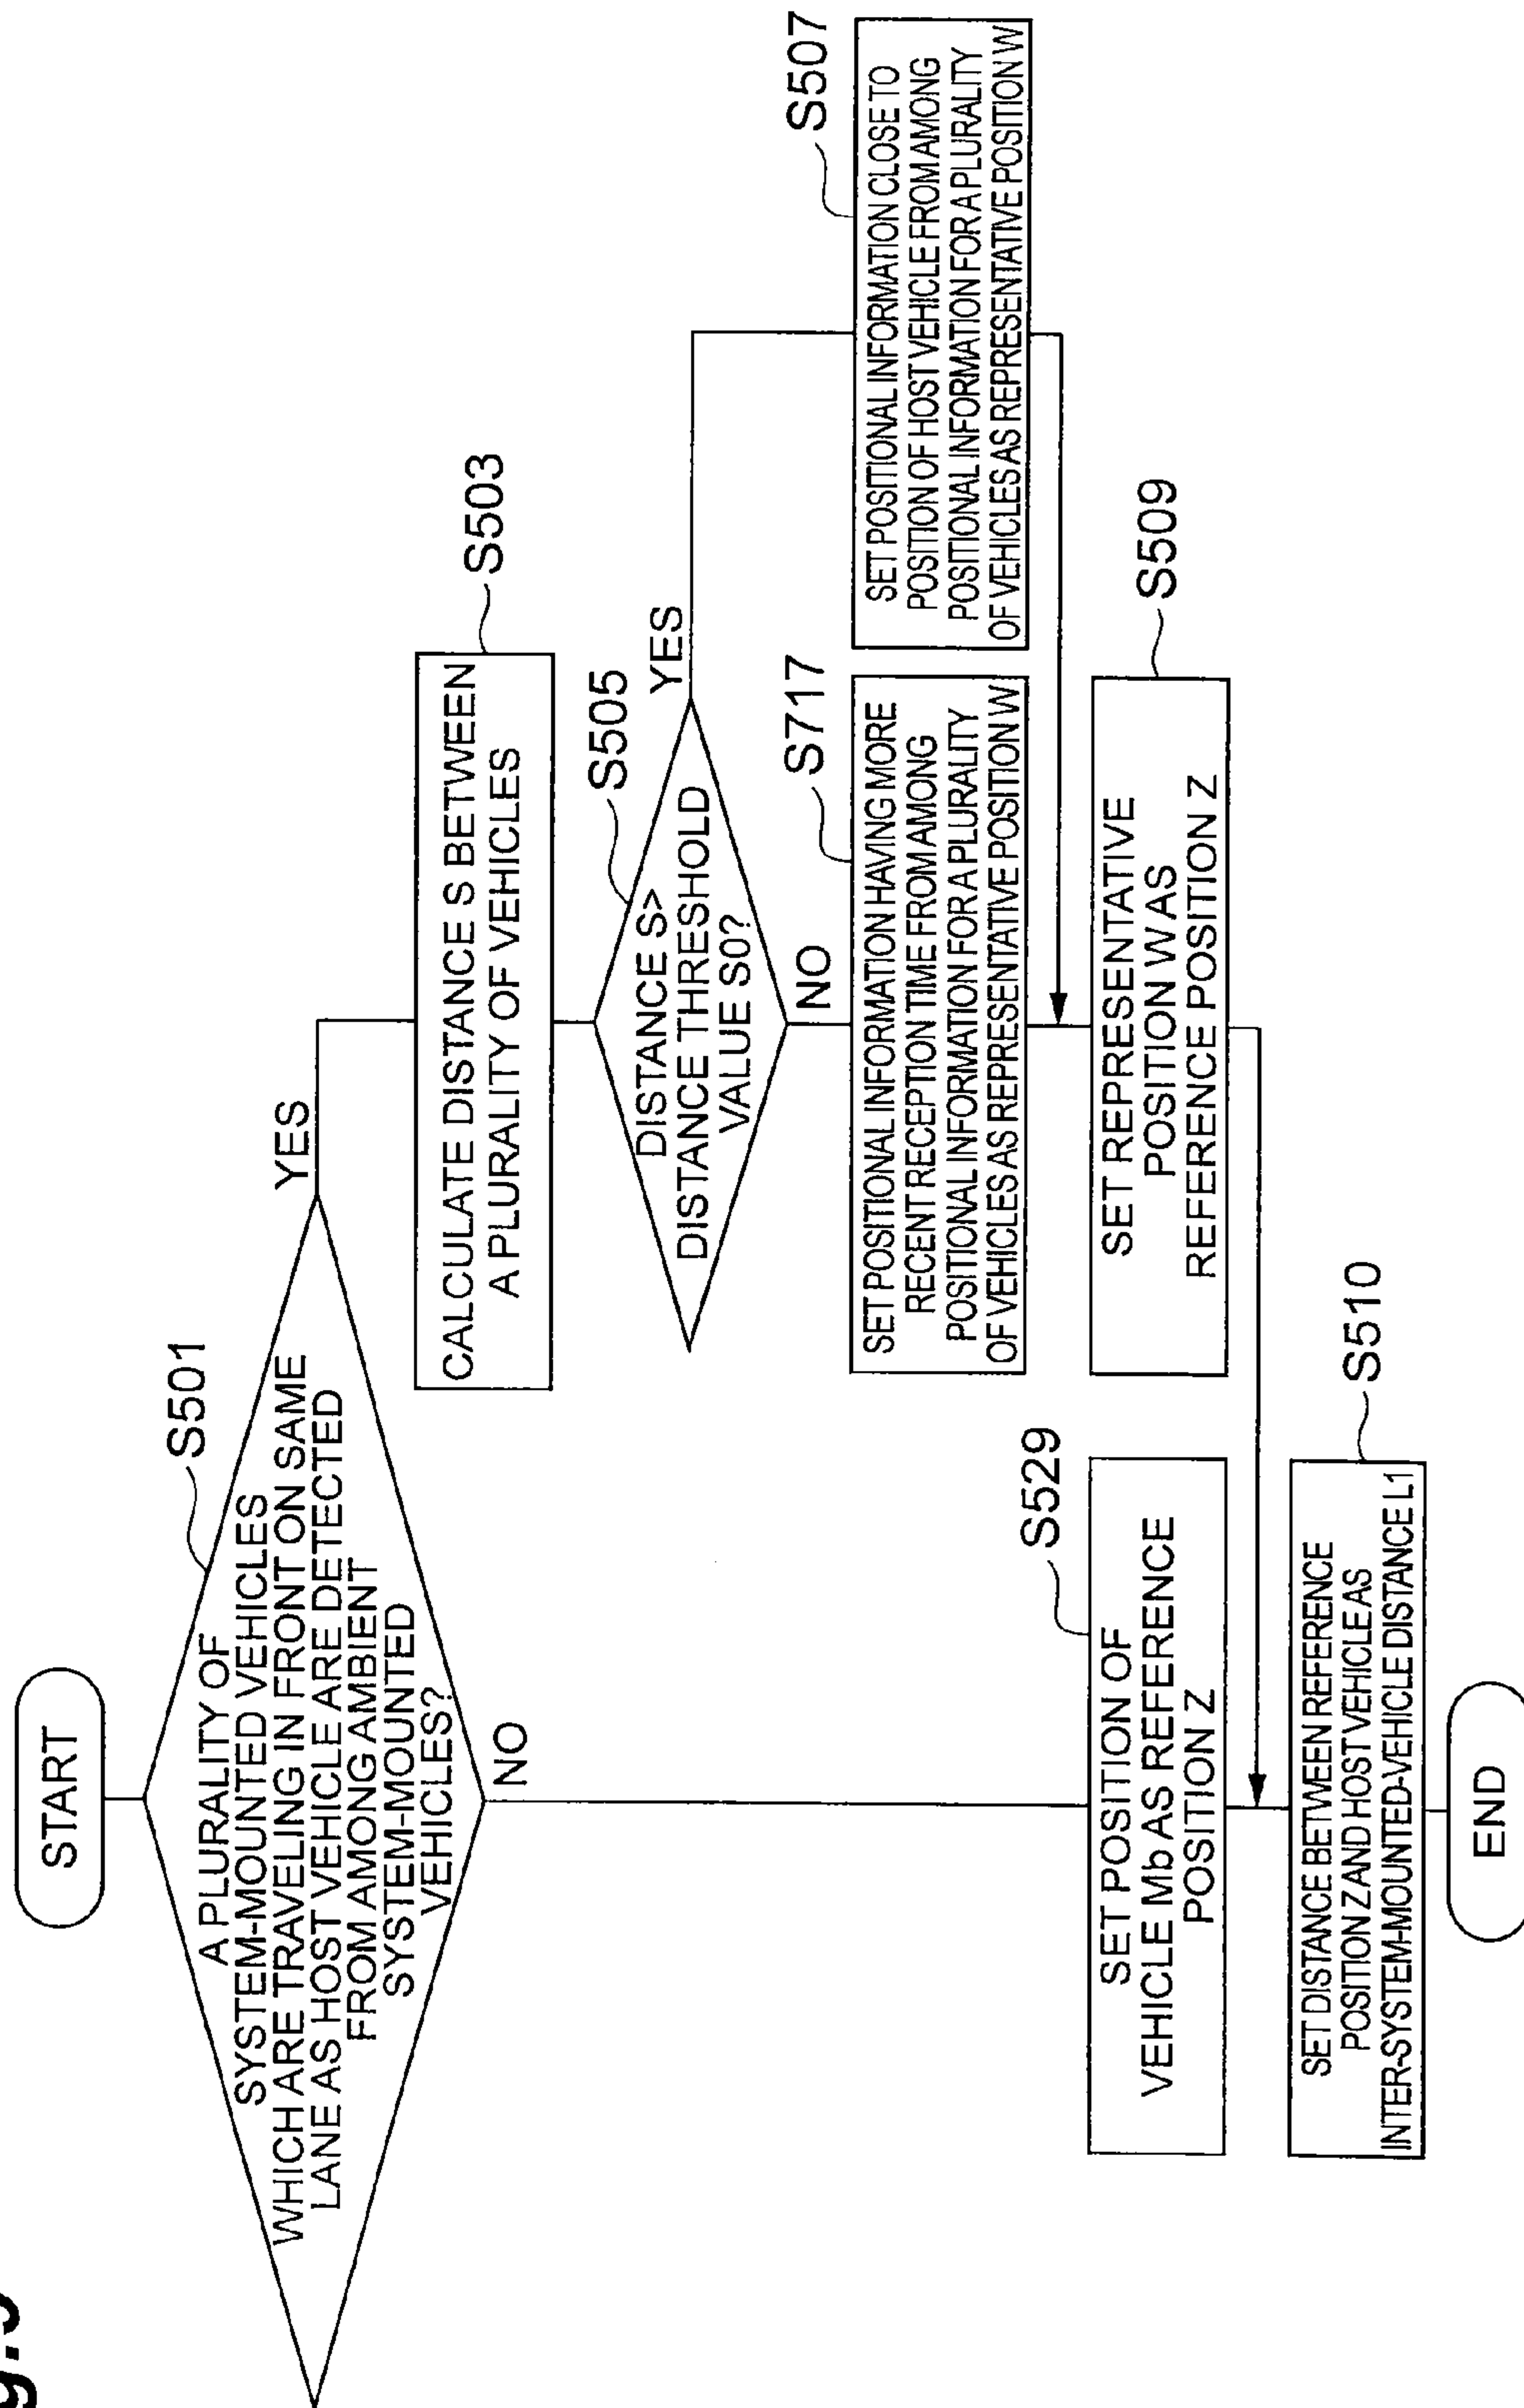 START
S501
A PLURALITY OF
SYSTEM-MOUNTED VEHICLES
WHICH ARE TRAVELING IN FRONT ON SAME
LANE AS HOST VEHICLE ARE DETECTED
FROM AMONG AMBIENT
SYSTEM-MOUNTED
VEHICLES?
YES
NO
S503
CALCULATE DISTANCE S BETWEEN
A PLURALITY OF VEHICLES
S505
DISTANCE S>
DISTANCE THRESHOLD
VALUE S0?
YES
NO
S717
SET POSITIONAL INFORMATION HAVING MORE
RECENT RECEPTION TIME FROM AMONG
POSITIONAL INFORMATION FOR A PLURALITY
OF VEHICLES AS REPRESENTATIVE POSITION W
S507
SET POSITIONAL INFORMATION CLOSE TO
POSITION OF HOST VEHICLE FROM AMONG
POSITIONAL INFORMATION FOR A PLURALITY
OF VEHICLES AS REPRESENTATIVE POSITION W
S529
SET POSITION OF
VEHICLE Mb AS REFERENCE
POSITION Z
S509
SET REPRESENTATIVE
POSITION W AS
REFERENCE POSITION Z
S510
SET DISTANCE BETWEEN REFERENCE
POSITION Z AND HOST VEHICLE AS
INTER-SYSTEM-MOUNTED-VEHICLE DISTANCE L1
END